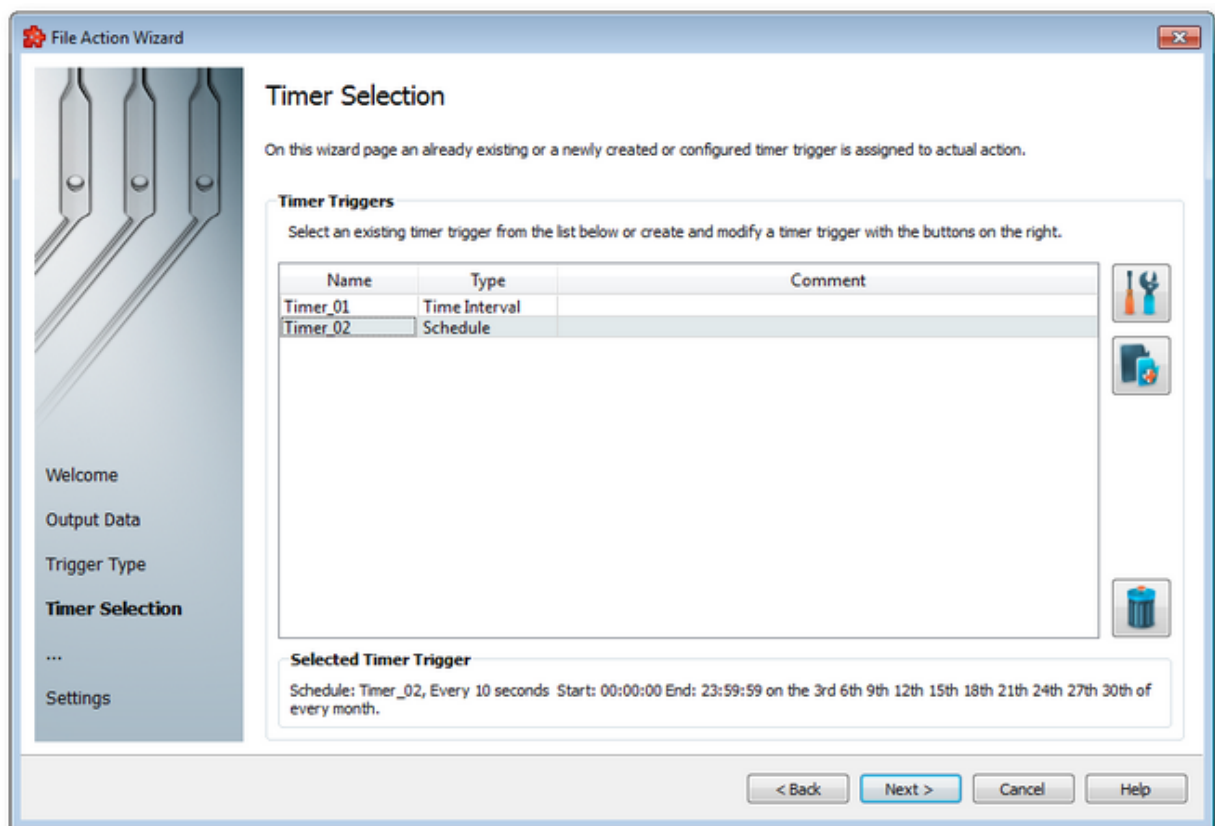 File Action Wizard
Timer Selection
On this wizard page an already existing or a newly created or configured timer trigger is assigned to actual action.
Timer Triggers
Select an existing timer trigger from the list below or create and modify a timer trigger with the buttons on the right.
Name Type Comment
Timer_01 Time Interval
Timer_02 Schedule
Welcome
Output Data
Trigger Type
Timer Selection
...
Settings
Selected Timer Trigger
Schedule: Timer_02, Every 10 seconds Start: 00:00:00 End: 23:59:59 on the 3rd 6th 9th 12th 15th 18th 21th 24th 27th 30th of
every month.
< Back Next > Cancel Help